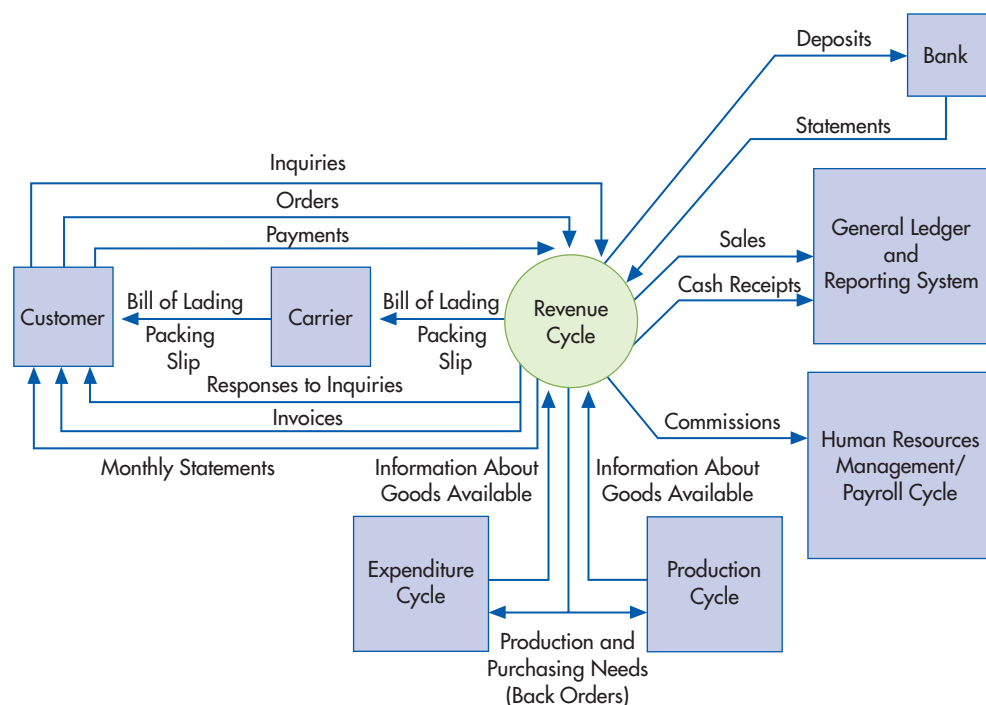 Deposits
Bank
Statements
Inquiries
Orders
Payments
Sales
General Ledger
and
Reporting System
Cash Receipts
Customer
Bill of Lading
Packing
Slip
Carrier
Bill of Lading
Packing
Slip
Revenue
Cycle
Responses to Inquiries
Invoices
Monthly Statements
Commissions
Human Resources
Management/
Payroll Cycle
Information About
Goods Available
Information About
Goods Available
Expenditure
Cycle
Production
Cycle
Production and
Purchasing Needs
(Back Orders)